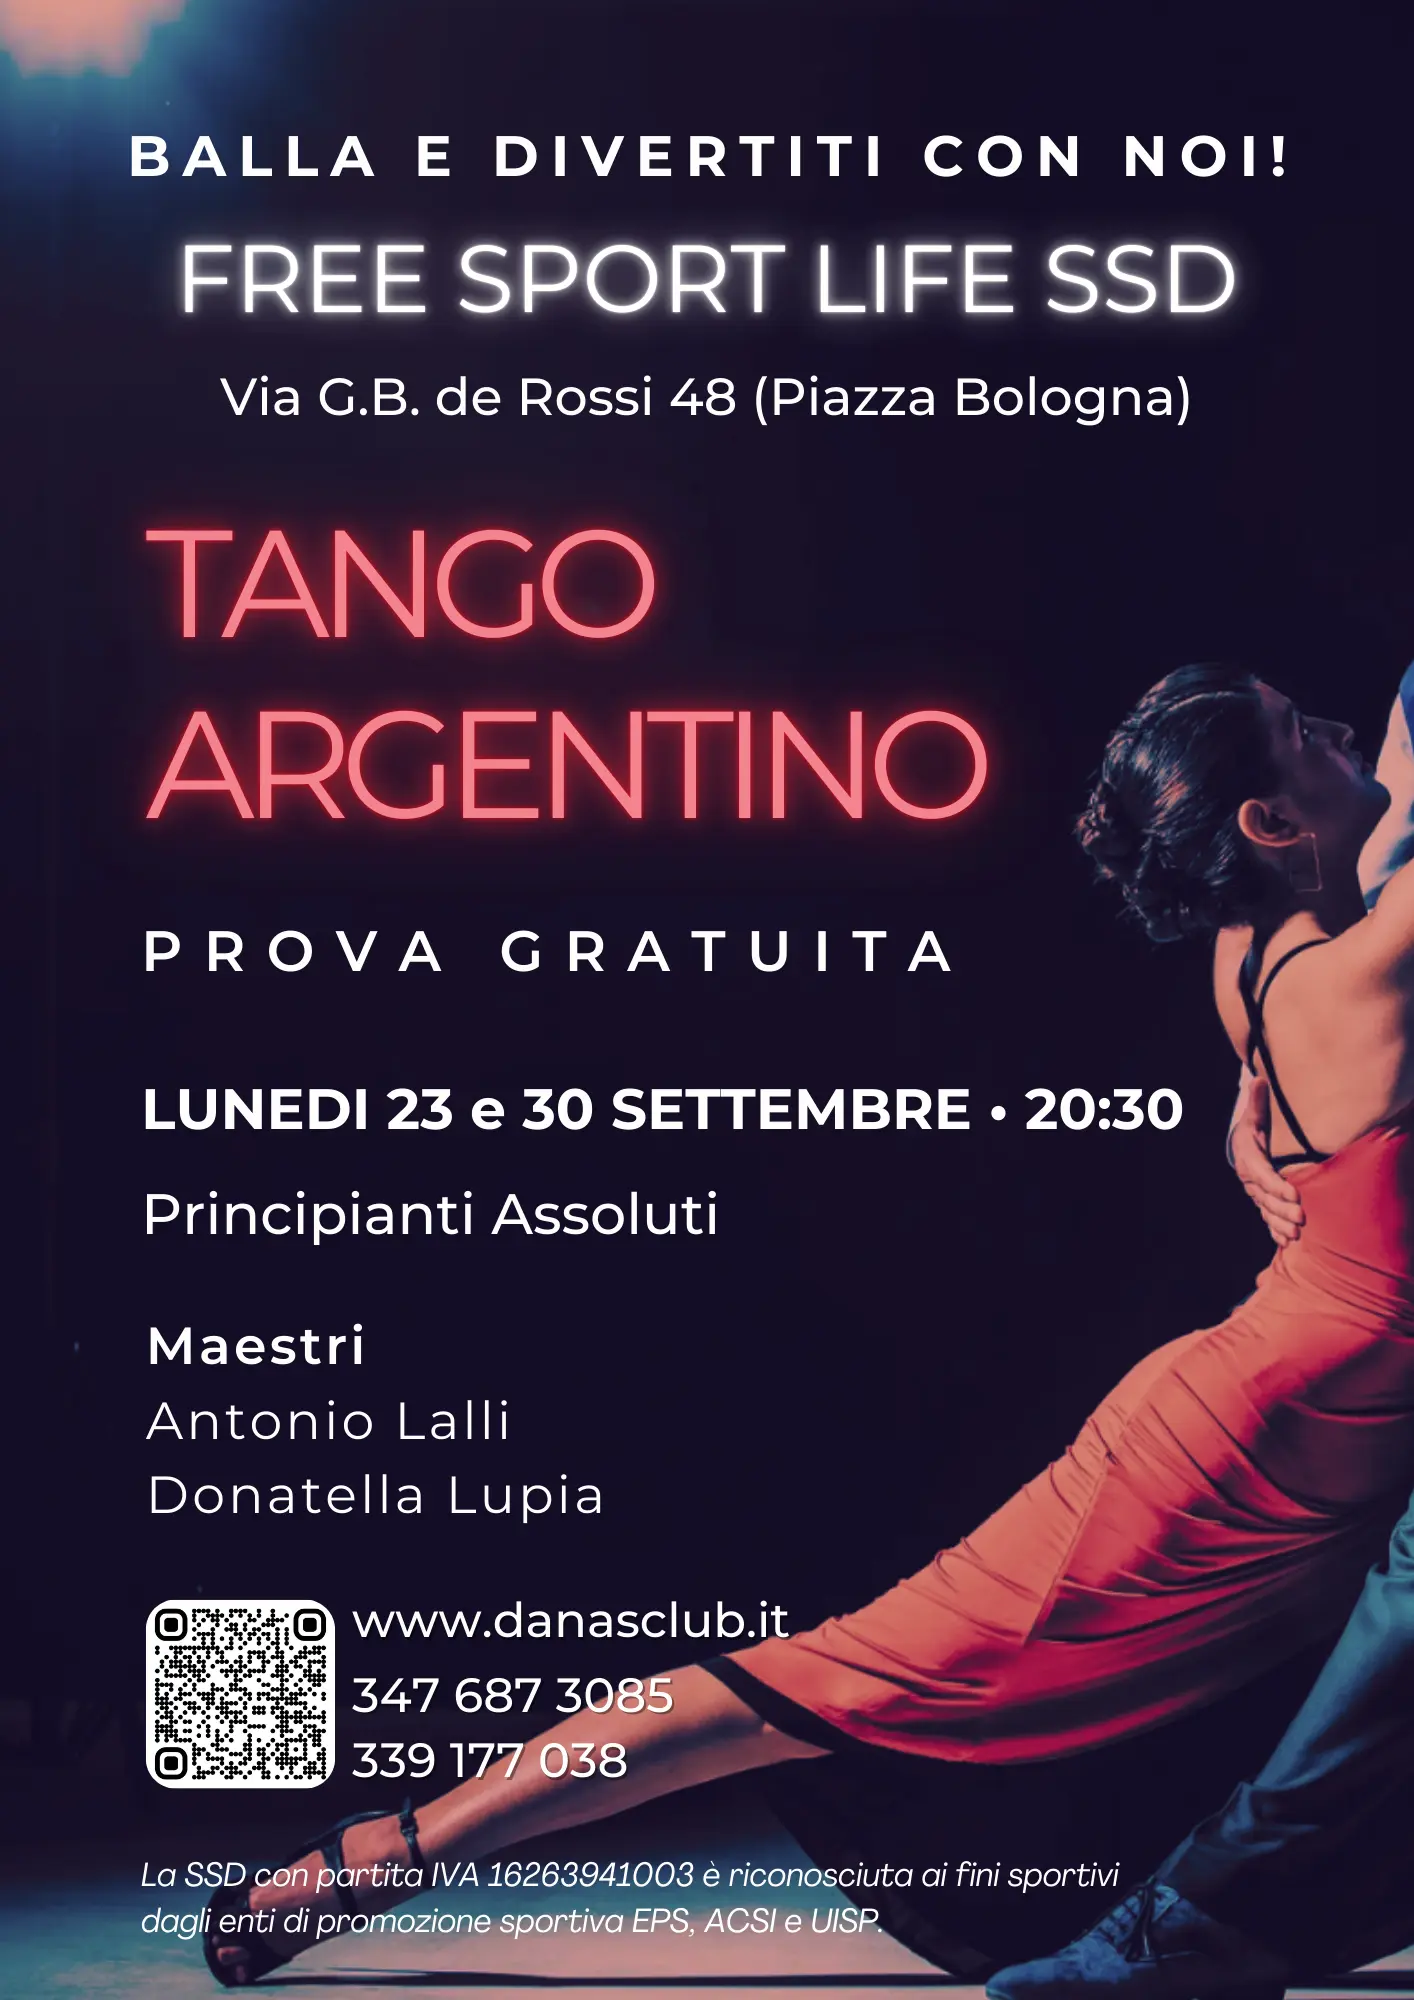 BALLA E DIVERTITI CON NOI!
FREE SPORT LIFE SSD
Via G.B. de Rossi 48 (Piazza Bologna)
TANGO
ARGENTINO
PROVA GRATUITA
LUNEDI 23 e 30 SETTEMBRE • 20:30
Principianti Assoluti
Maestri
Antonio Lalli
Donatella Lupia
www.danasclub.it
347 687 3085
339 177 038
La SSD con partita IVA 16263941003 è riconosciuta ai fini sportivi
dagli enti di promozione sportiva EPS, ACSI e UISP.